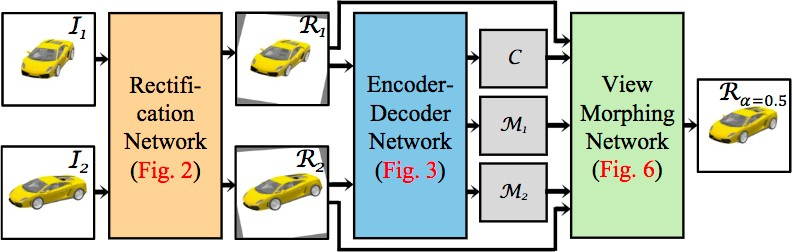 I₁
Rectifi-
cation
Network
(Fig. 2)
R₁
Encoder-
Decoder
Network
(Fig. 3)
C
M₁
M₂
View
Morphing
Network
(Fig. 6)
R α=0.5
I₂
R₂